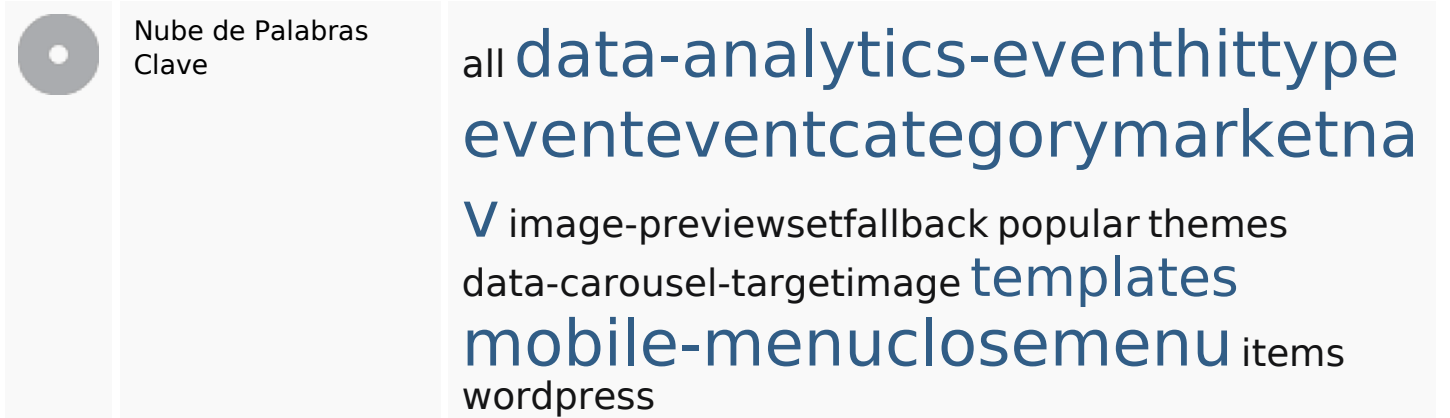 Nube de Palabras
Clave
all data-analytics-eventhittype
eventeventcategorymarketna
v image-previewsetfallback popular themes
data-carousel-targetimage templates
mobile-menuclosemenu items
wordpress